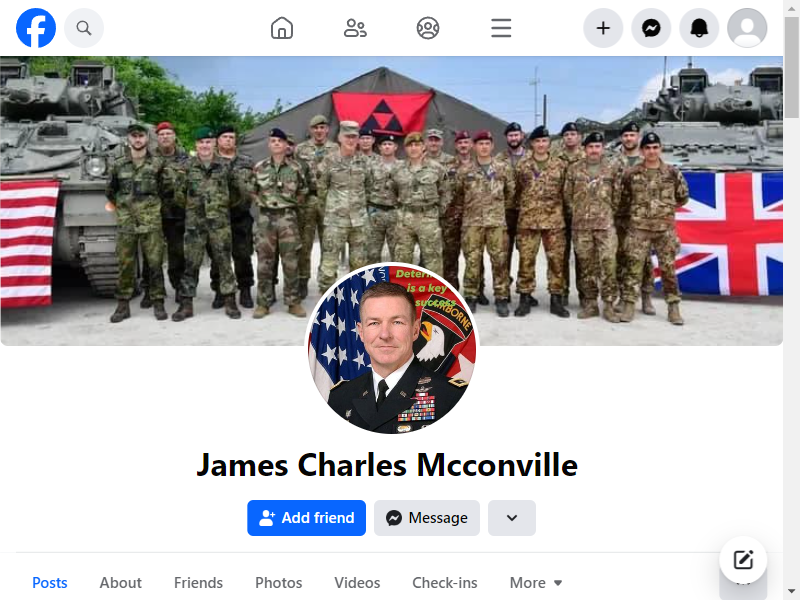 Deter
is a key
success
AIRBORNE
James Charles Mcconville
Add friend
Message
Posts
About
Friends
Photos
Videos
Check-ins
More